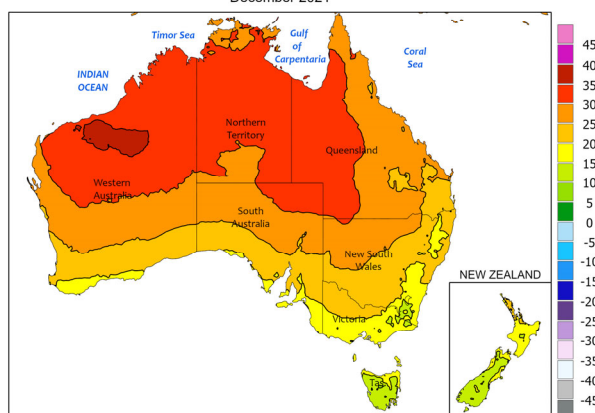 Timor Sea
Gulf
of
Carpentaria
Coral
Sea
INDIAN
OCEAN
Northern
Territory
Queensland
Western
Australia
South
Australia
New South
Wales
Victoria
Tas
NEW ZEALAND
45
40
35
30
25
20
15
10
5
0
-5
-10
-15
-20
-25
-30
-35
-40
-45